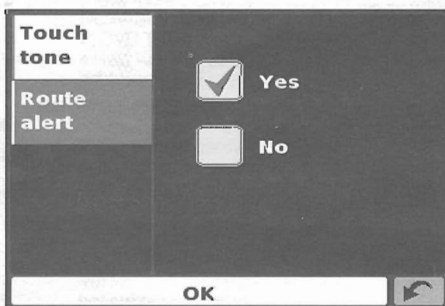 Touch
tone
Route
alert
Yes
No
OK